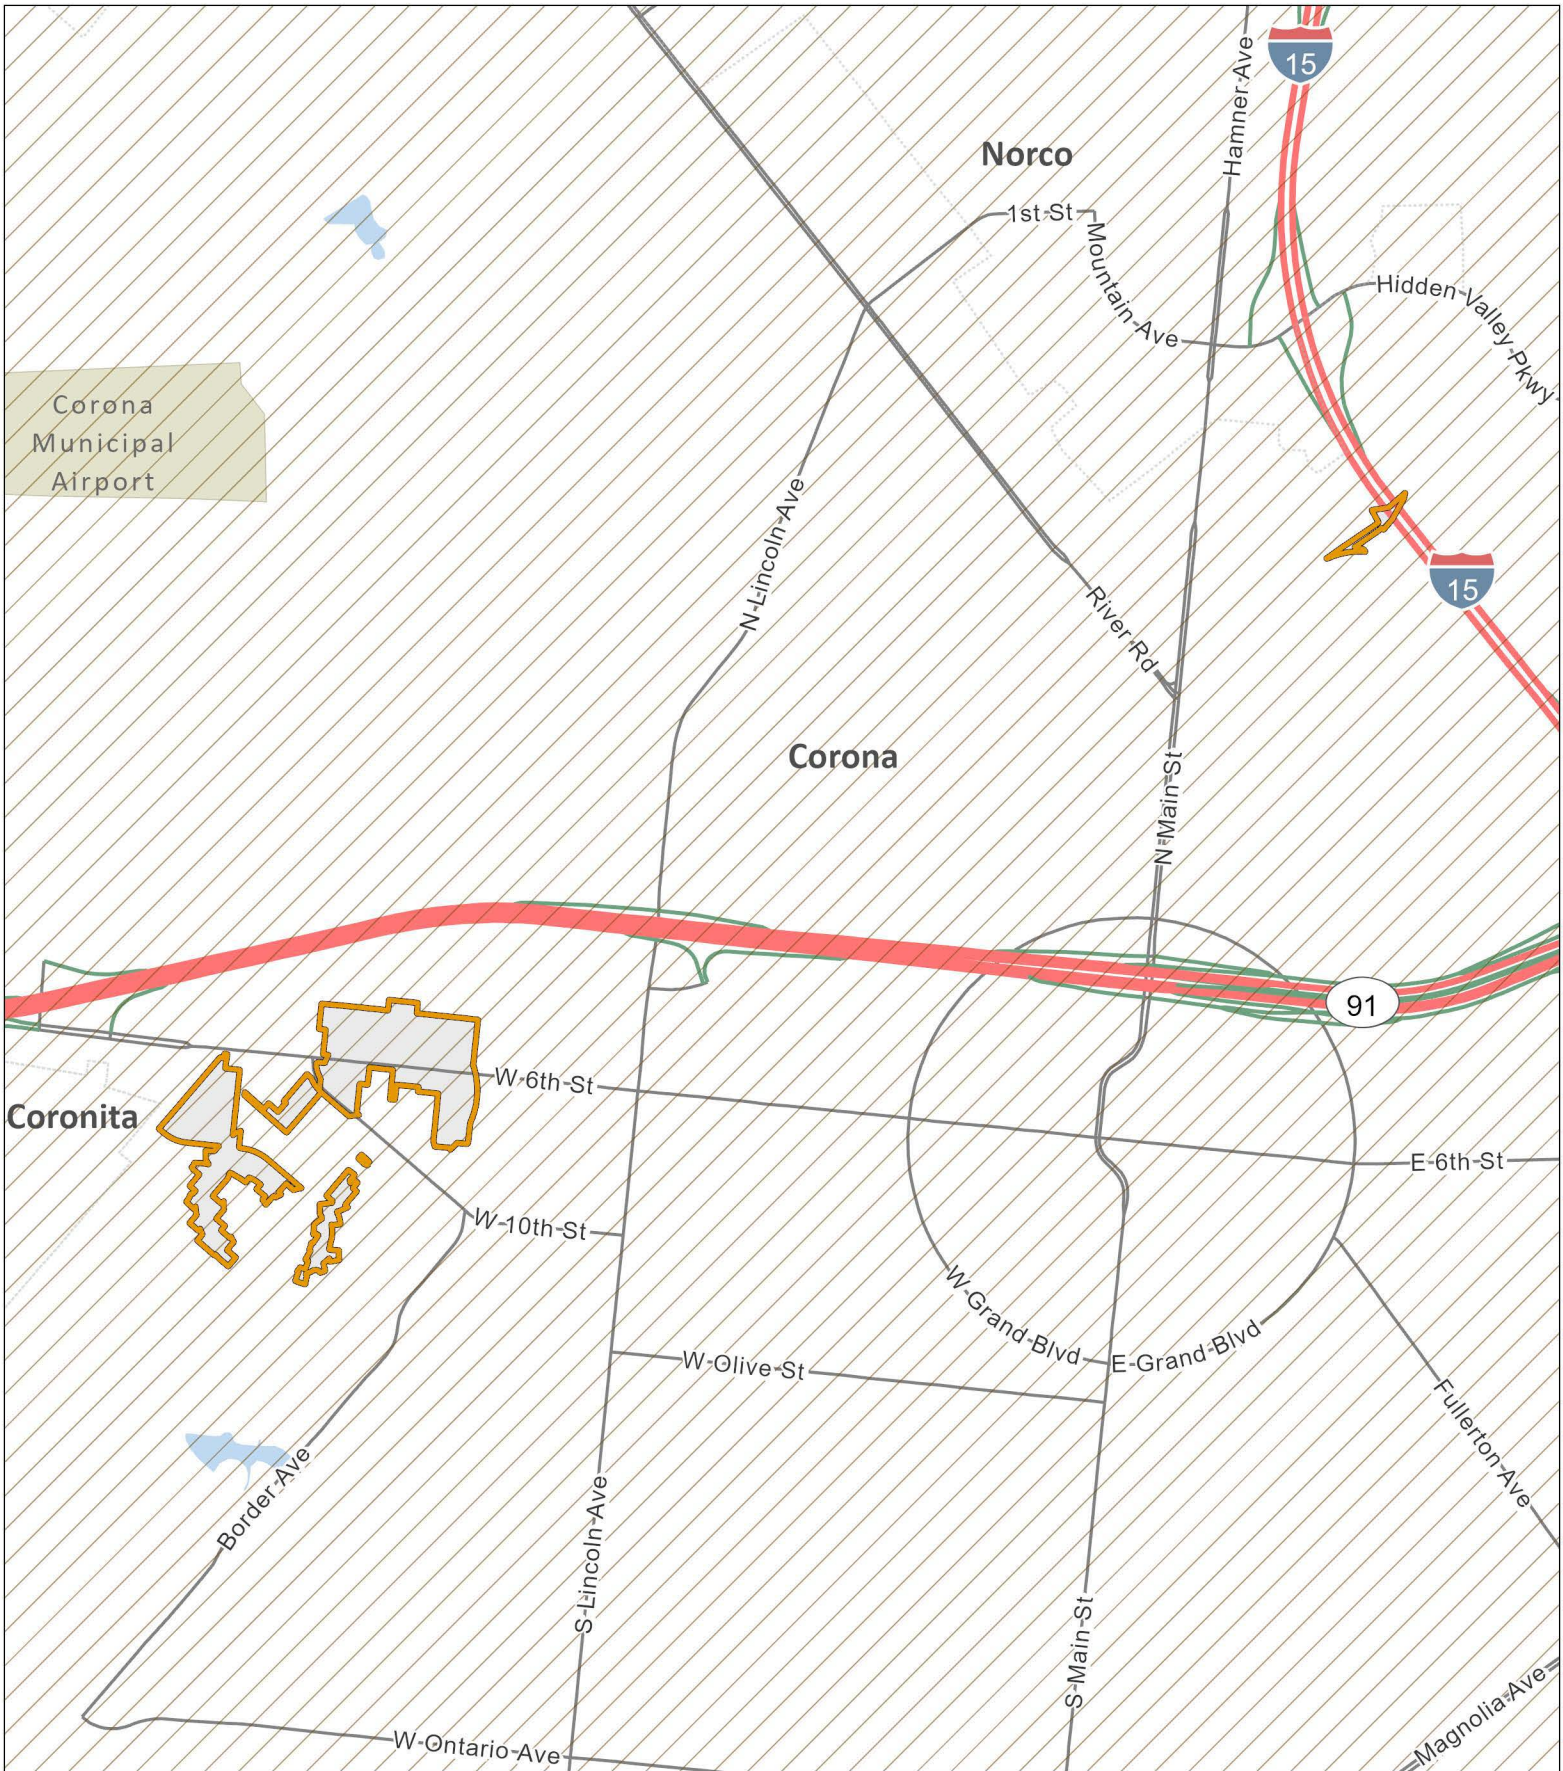 15
Hamner Ave
Norco
1st St
Mountain Ave
Hidden Valley Pkwy
Corona
Municipal
Airport
N Lincoln Ave
15
River Rd
Corona
N Main St
91
W 6th St
Coronita
E 6th St
W 10th St
W Grand Blvd
E Grand Blvd
W Olive St
Fullerton Ave
Border Ave
S Lincoln Ave
S Main St
Magnolia Ave
W Ontario Ave